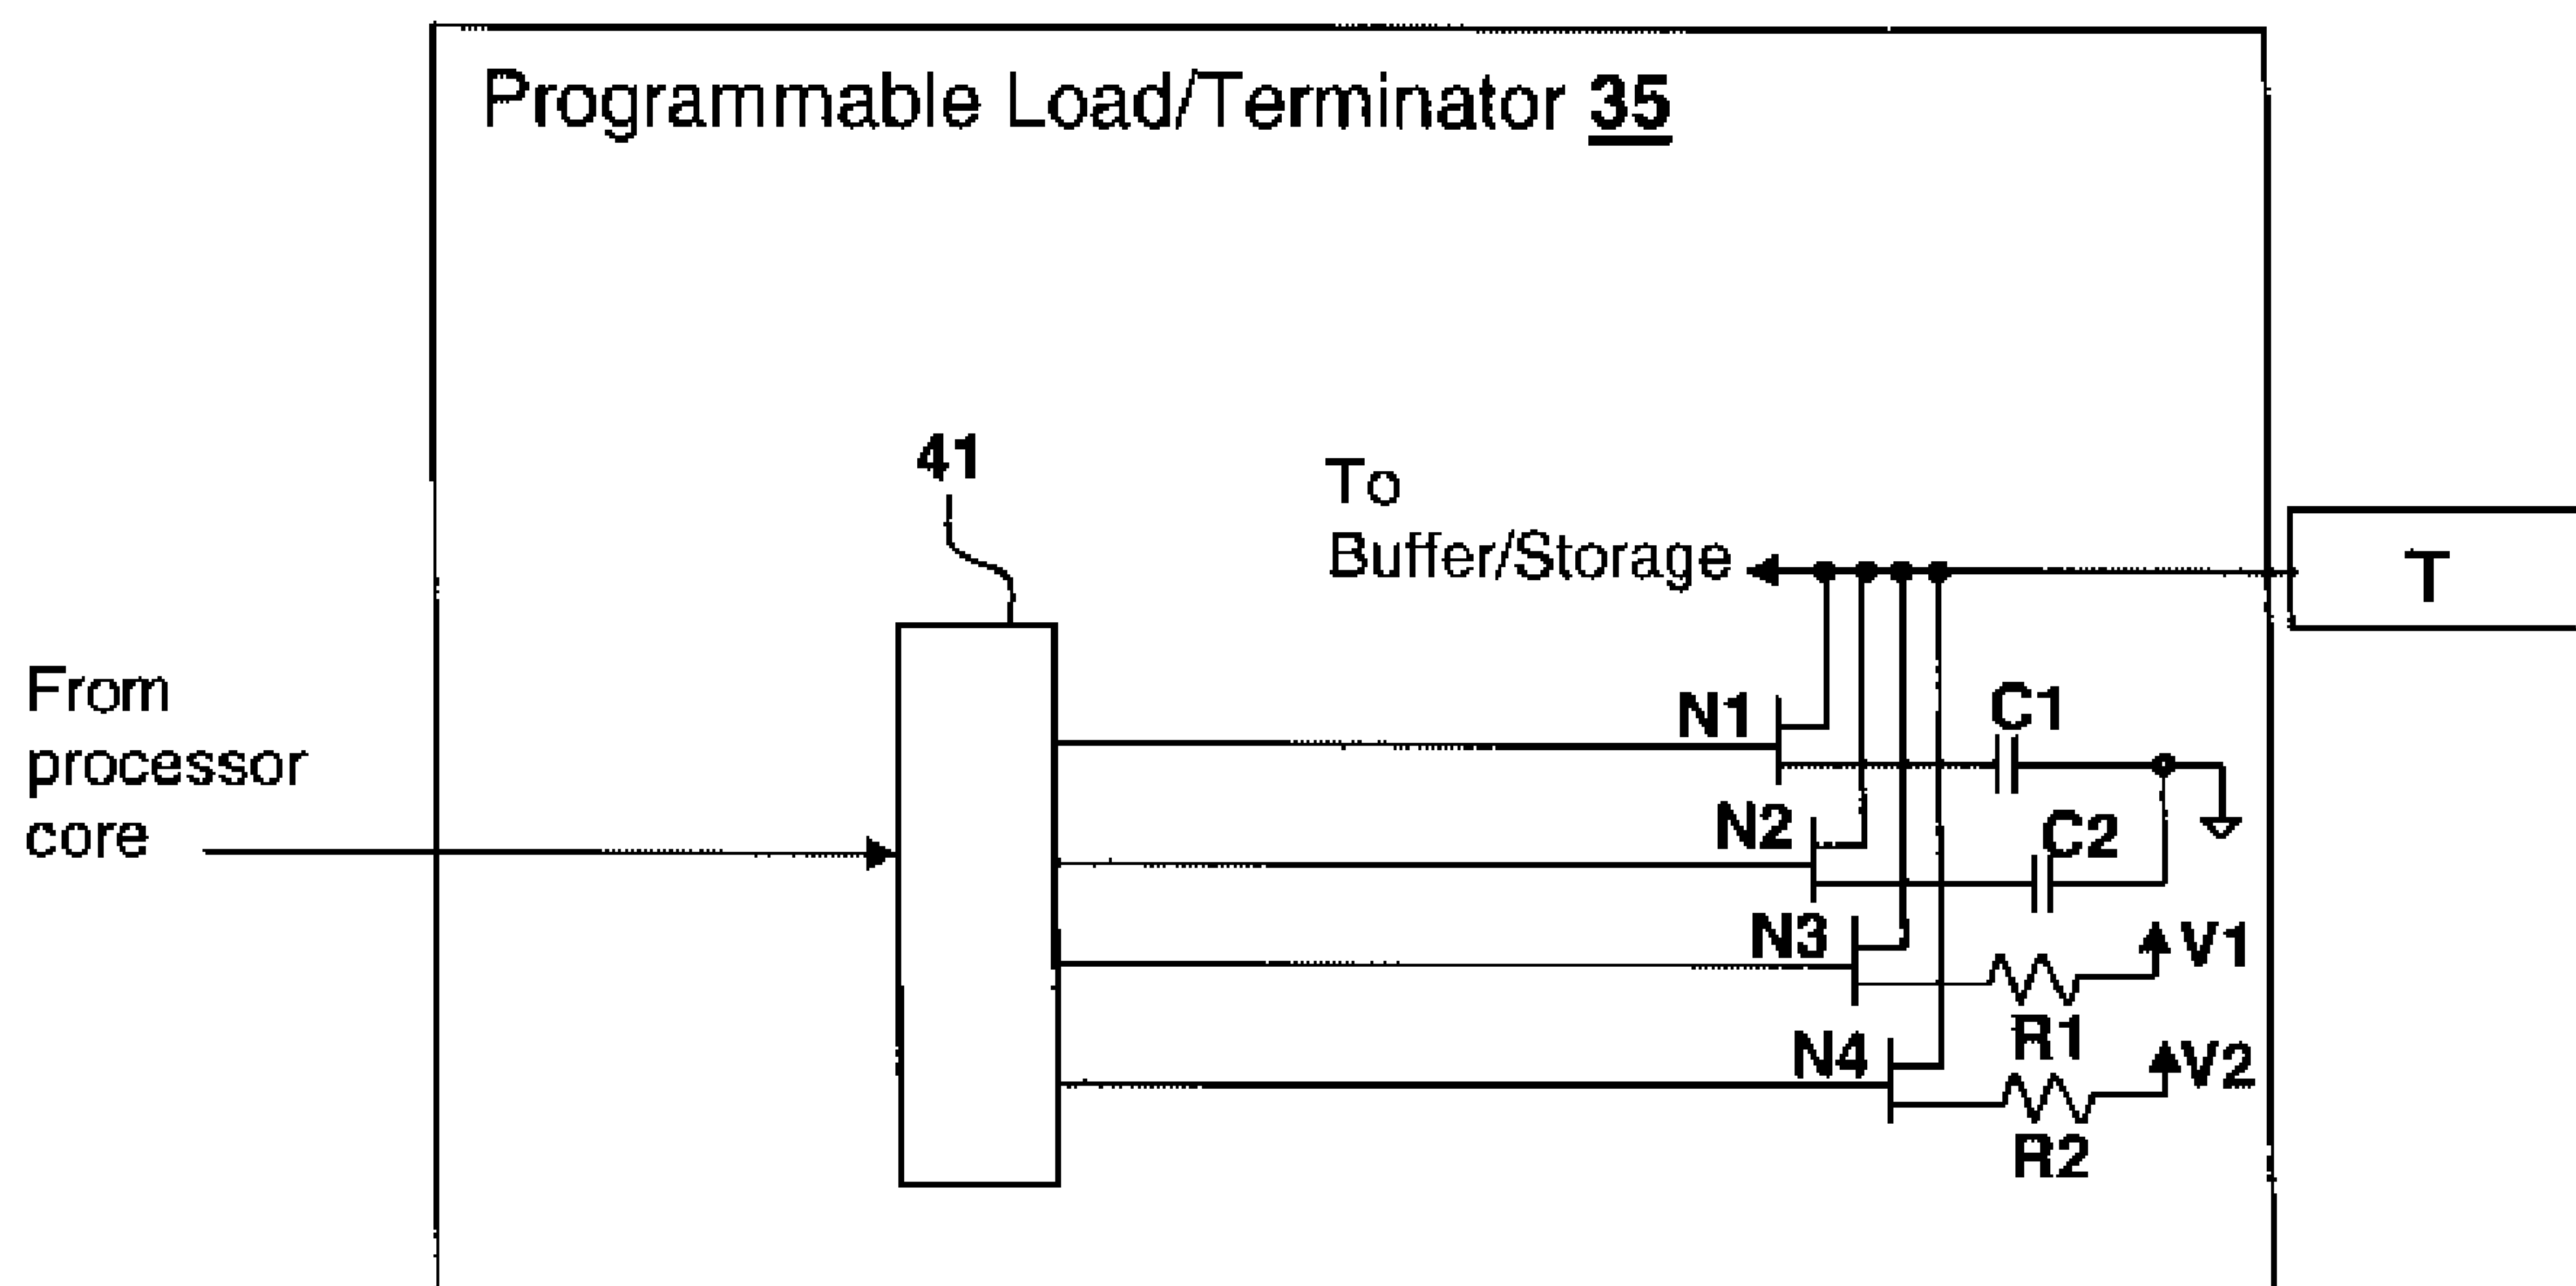 Programmable Load/Terminator 35
41
To
Buffer/Storage
T
From
processor
core
N1
C1
N2
C2
N3
V1
R1
N4
V2
R2